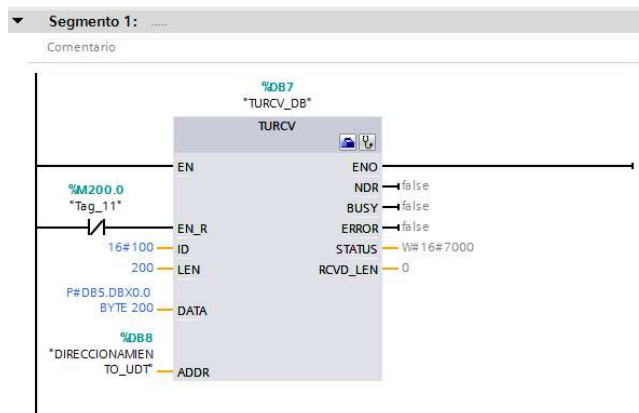 Segmento 1: .....
Comentario
%DB7
"TURCV_DB"
TURCV
EN
ENO
NDR
false
%M200.0
"Tag_11"
BUSY
false
EN_R
ERROR
false
16#100
ID
STATUS
W#16#7000
200
LEN
RCVD_LEN
0
P#DB5.DBX0.0
BYTE 200
DATA
%DB8
"DIRECCIONAMIEN
TO_UDT"
ADDR